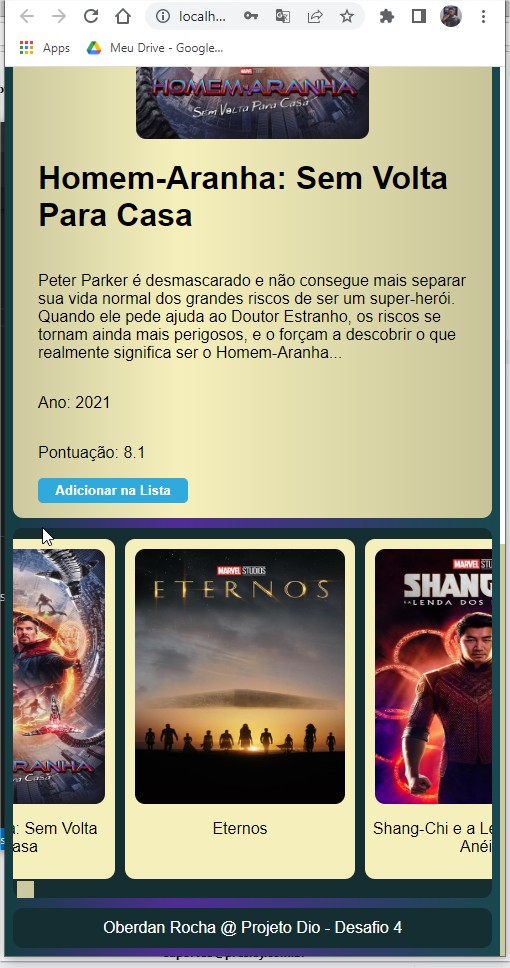 localh...
Apps
Meu Drive - Google...
MARVEL
HOMEM-ARANHA
SEM VOLTA PARA CASA
Homem-Aranha: Sem Volta
Para Casa
Peter Parker é desmascarado e não consegue mais separar
sua vida normal dos grandes riscos de ser um super-herói.
Quando ele pede ajuda ao Doutor Estranho, os riscos se
tornam ainda mais perigosos, e o forçam a descobrir o que
realmente significa ser o Homem-Aranha...
Ano: 2021
Pontuação: 8.1
Adicionar na Lista
MARVEL STUDIOS
ETERNOS
MARVEL STU
SHANG
LENDA DOS
ARANHA
Para Casa
: Sem Volta
asa
Eternos
Shang-Chi e a Le
Anéi
Oberdan Rocha @ Projeto Dio - Desafio 4